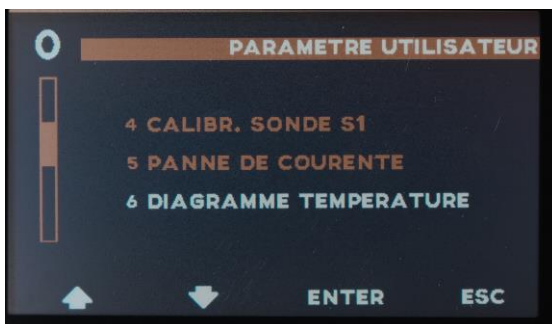 0 PARAMETRE UTILISATEUR
4 CALIBR. SONDE S1
5 PANNE DE COURENTE
6 DIAGRAMME TEMPERATURE
ENTER ESC